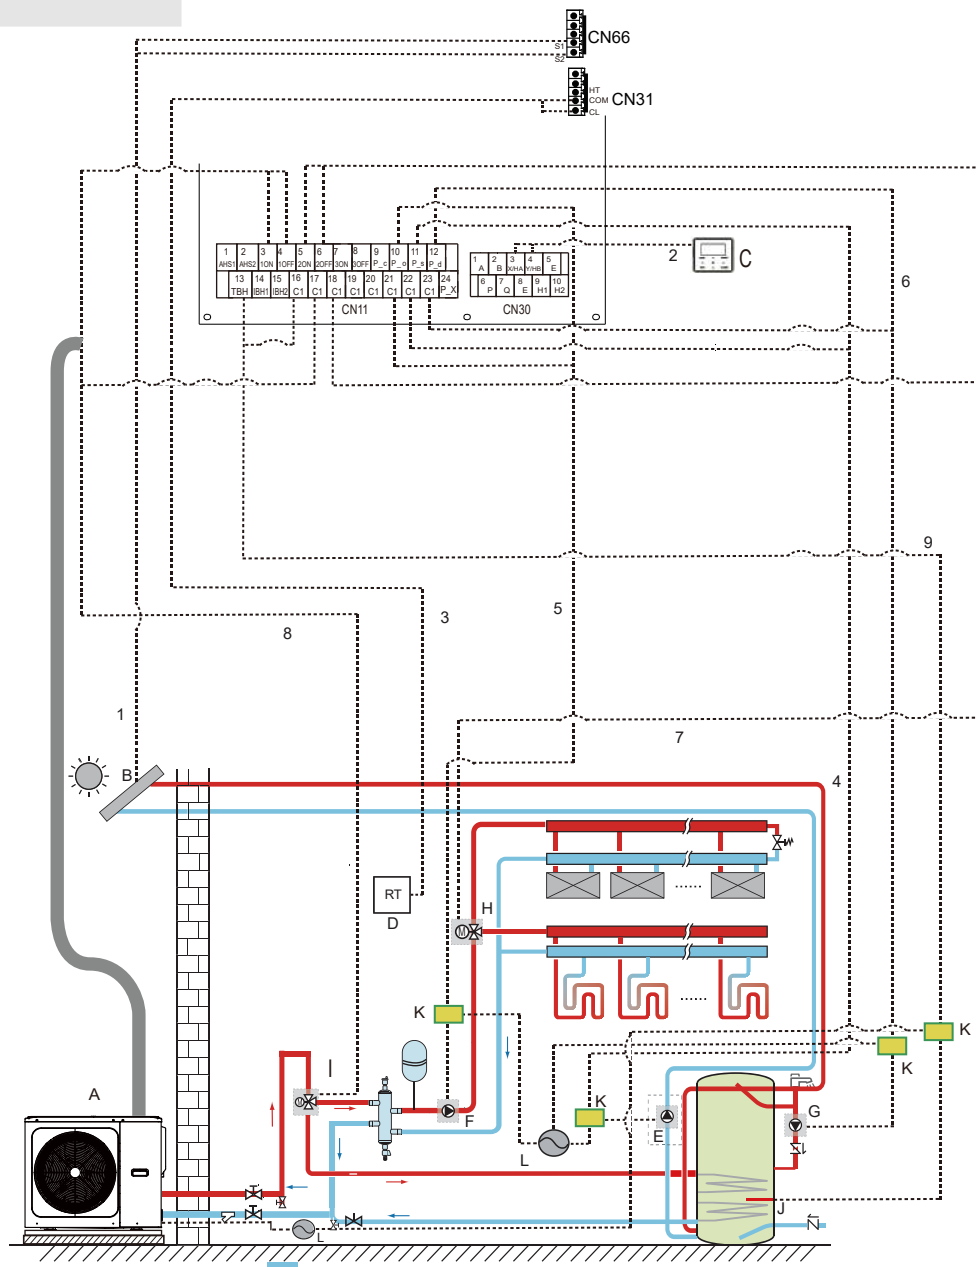 CN66
S1
S2
HT
COM
CL
CN31
1 2 3 4 5 6 7 8 9 10 11 12
AHS1 AHS2 1ON 1OFF 2ON 2OFF 3ON 3OFF P_c P_o P_s P_d
13 14 15 16 17 18 19 20 21 22 23 24
TBH IBH1 IBH2 C1 C1 C1 C1 C1 C1 C1 C1 P_X
CN11
1 2 3 4 5
A B X/HA Y/HB E
6 7 8 9 10
P Q E H1 H2
CN30
2
C
6
9
3
5
8
1
7
B
4
RT
D
H
M
K
K
K
I
A
M
F
K
G
E
L
J
L